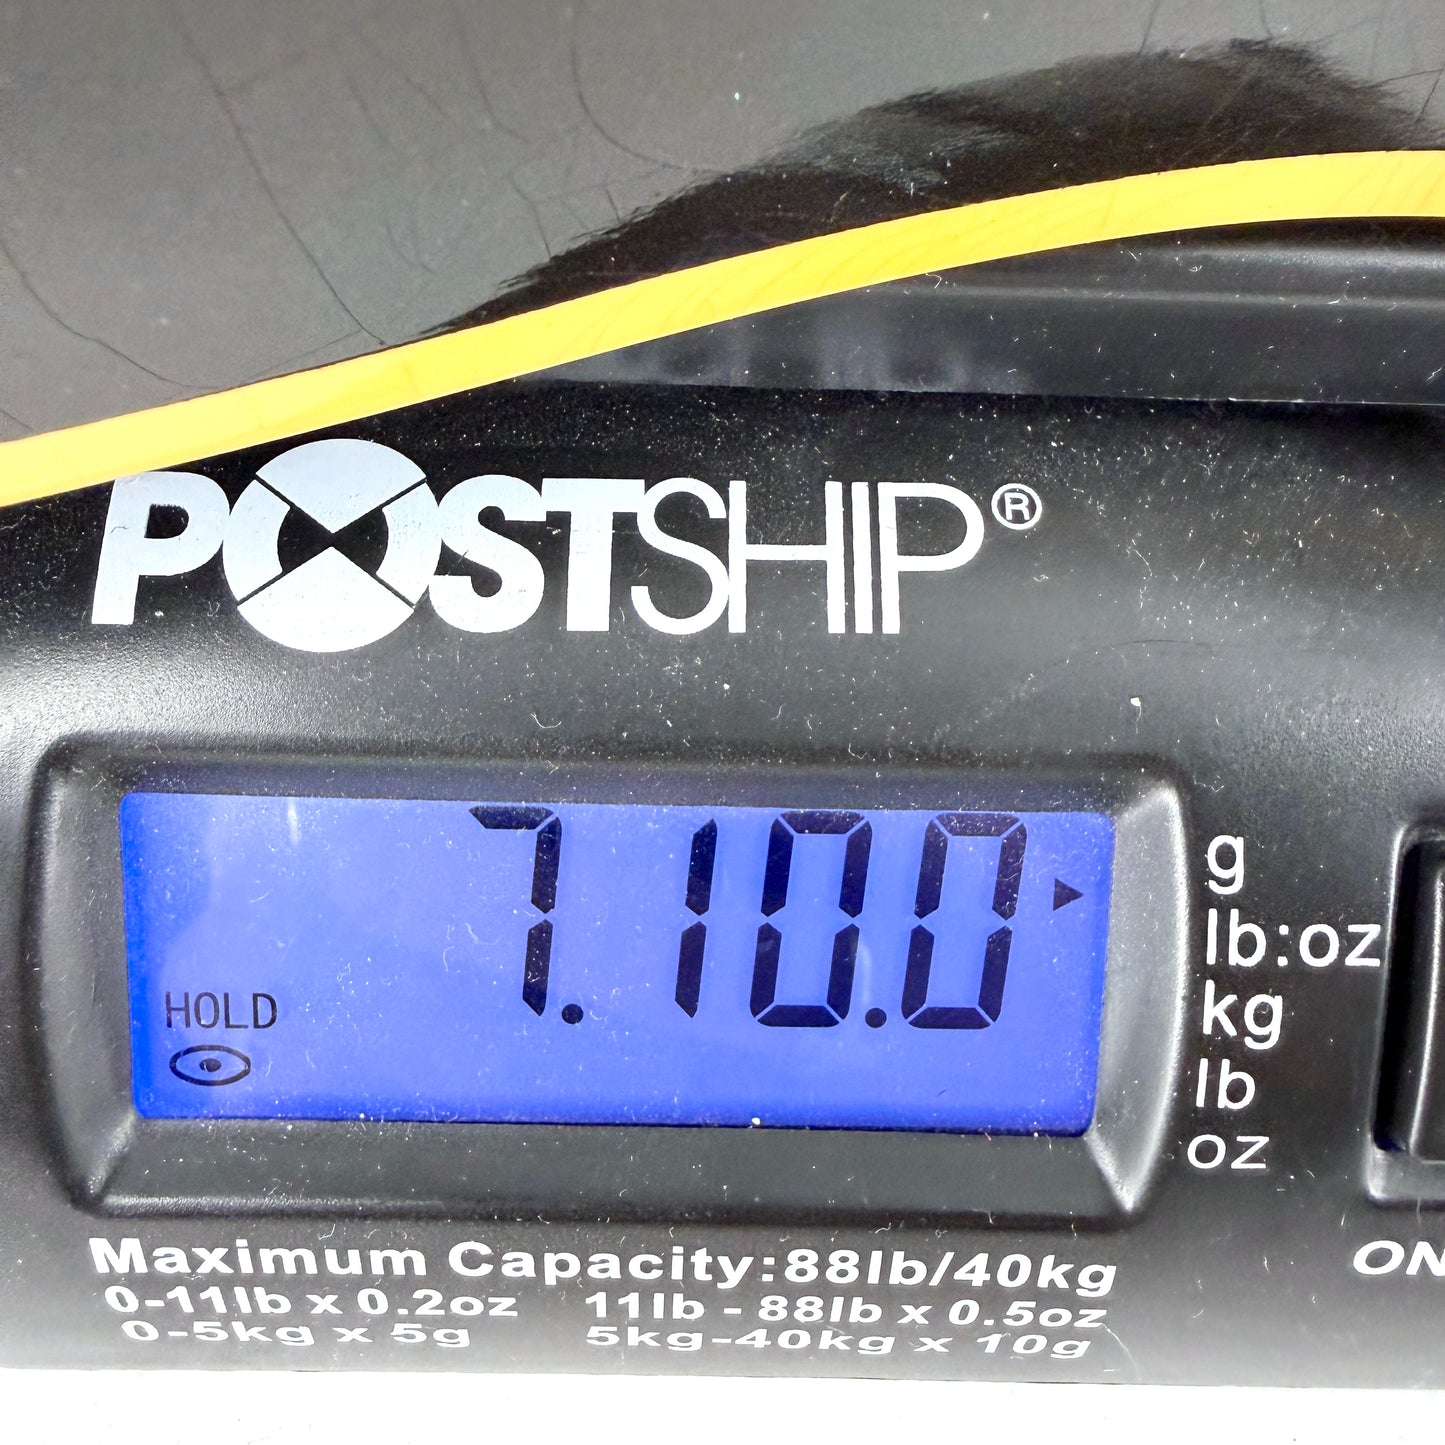 POSTSHIP®
7.10.0
HOLD
g
lb:oz
kg
lb
oz
Maximum Capacity:88lb/40kg
0-11lb x 0.2oz 11lb - 88lb x 0.5oz
0-5kg x 5g 5kg-40kg x 10g
ON